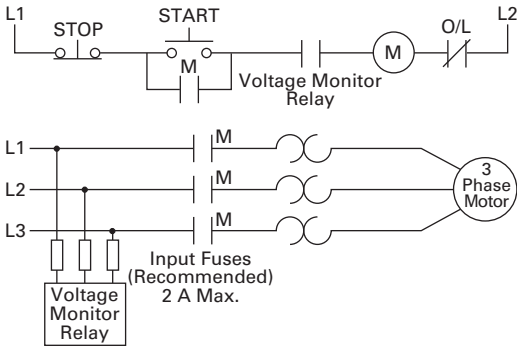 L1
L2
STOP
START
O/L
M
M
Voltage Monitor
Relay
L1
M
L2
M
L3
M
3
Phase
Motor
Input Fuses
(Recommended)
2 A Max.
Voltage
Monitor
Relay